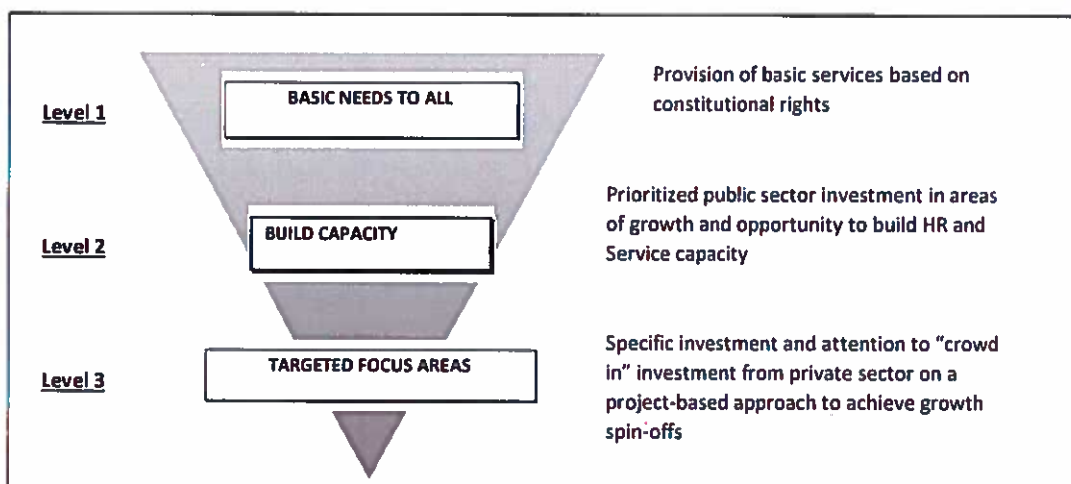 Level 1
BASIC NEEDS TO ALL
Provision of basic services based on
constitutional rights
Level 2
BUILD CAPACITY
Prioritized public sector investment in areas
of growth and opportunity to build HR and
Service capacity
Level 3
TARGETED FOCUS AREAS
Specific investment and attention to “crowd
in” investment from private sector on a
project-based approach to achieve growth
spin-offs